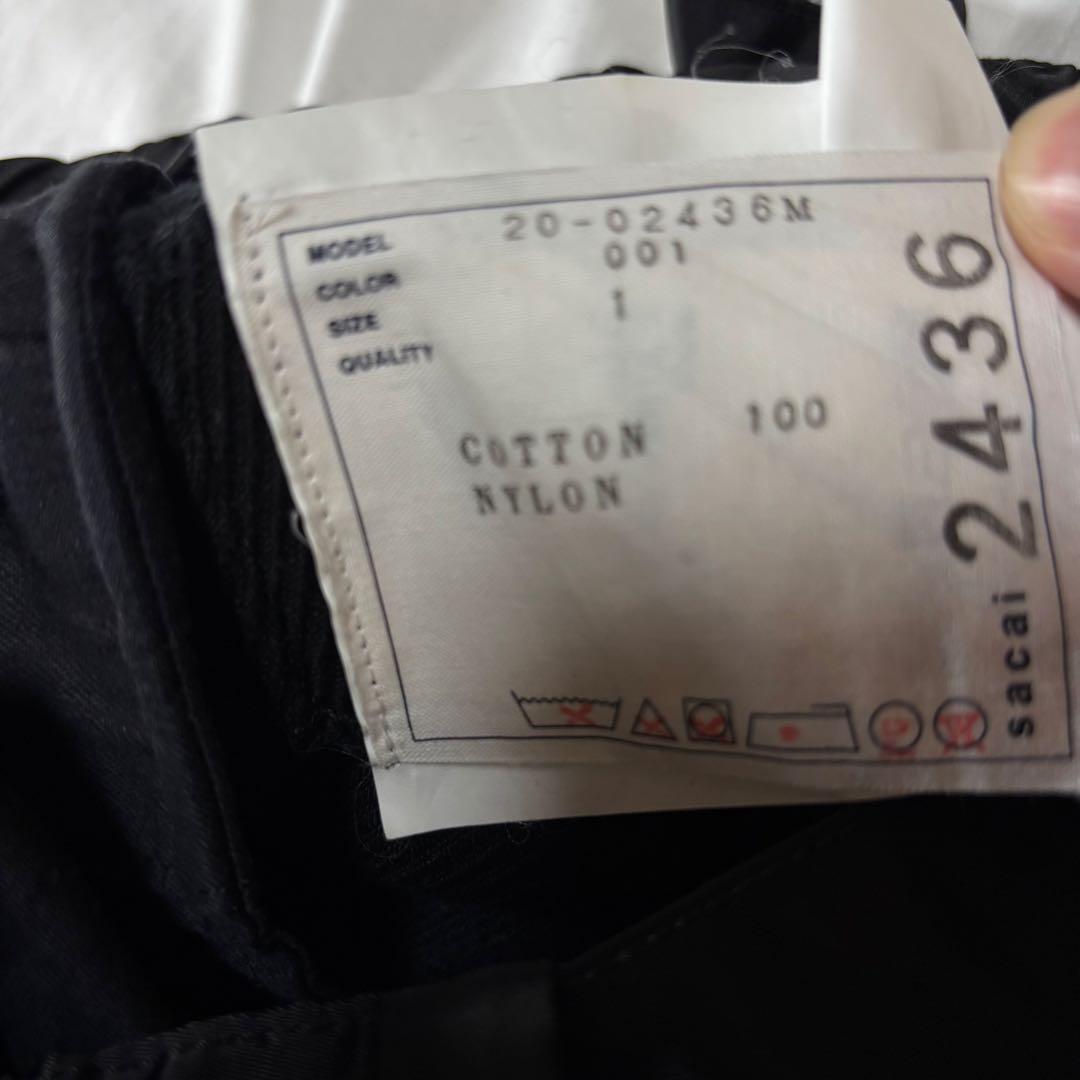 MODEL 20-02436M
COLOR 001
SIZE 1
QUALITY
COTTON 100
NYLON
sacai 2436